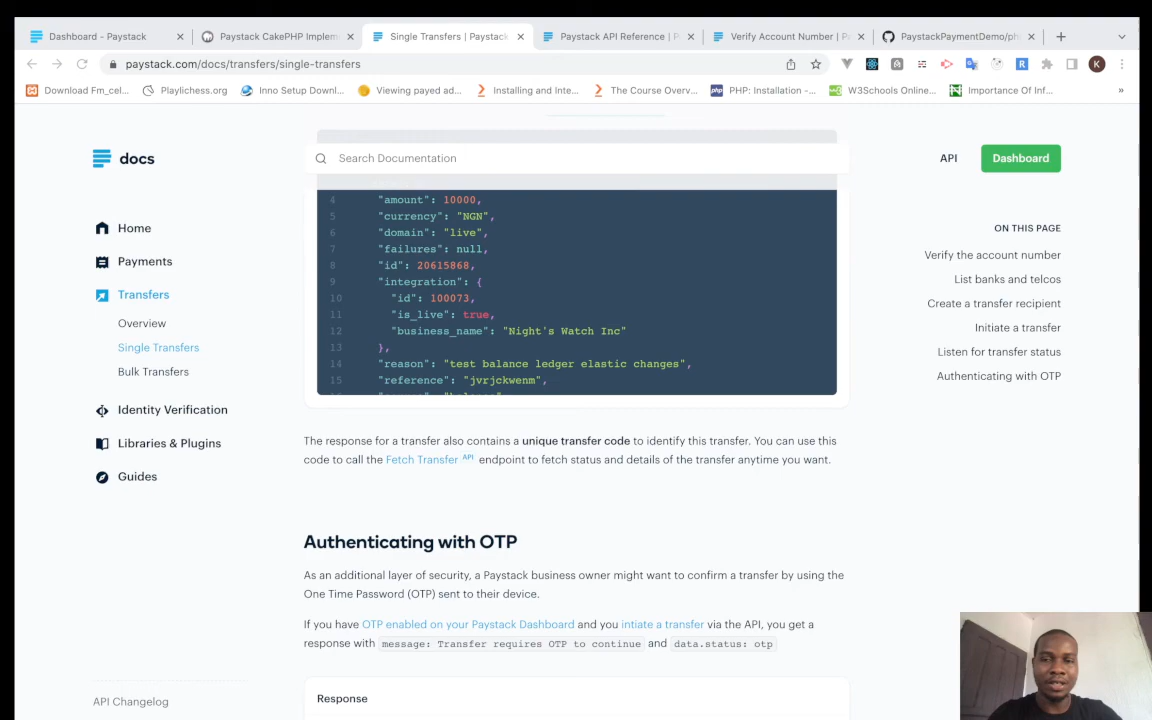 Dashboard - Paystack
Paystack CakePHP Implem
Single Transfers | Paystack
Paystack API Reference | P
Verify Account Number | Pa
PaystackPaymentDemo/ph
paystack.com/docs/transfers/single-transfers
K
Download Fm_cel...
Playlichess.org
Inno Setup Downl...
Viewing payed ad...
Installing and Inte...
The Course Overv...
php
PHP: Installation -...
W3Schools Online...
Importance Of Inf...
»
docs
Search Documentation
API
Dashboard
Home
Payments
Transfers
Overview
Single Transfers
Bulk Transfers
Identity Verification
Libraries & Plugins
Guides
API Changelog
4 "amount": 10000,
5 "currency": "NGN",
6 "domain": "live",
7 "failures": null,
8 "id": 20615868,
9 "integration": {
10 "id": 100073,
11 "is_live": true,
12 "business_name": "Night's Watch Inc"
13 },
14 "reason": "test balance ledger elastic changes",
15 "reference": "jvrjckwenm",
The response for a transfer also contains a unique transfer code to identify this transfer. You can use this
code to call the Fetch Transfer API endpoint to fetch status and details of the transfer anytime you want.
Authenticating with OTP
As an additional layer of security, a Paystack business owner might want to confirm a transfer by using the
One Time Password (OTP) sent to their device.
If you have OTP enabled on your Paystack Dashboard and you intiate a transfer via the API, you get a
response with message: Transfer requires OTP to continue and data.status: otp
Response
ON THIS PAGE
Verify the account number
List banks and telcos
Create a transfer recipient
Initiate a transfer
Listen for transfer status
Authenticating with OTP